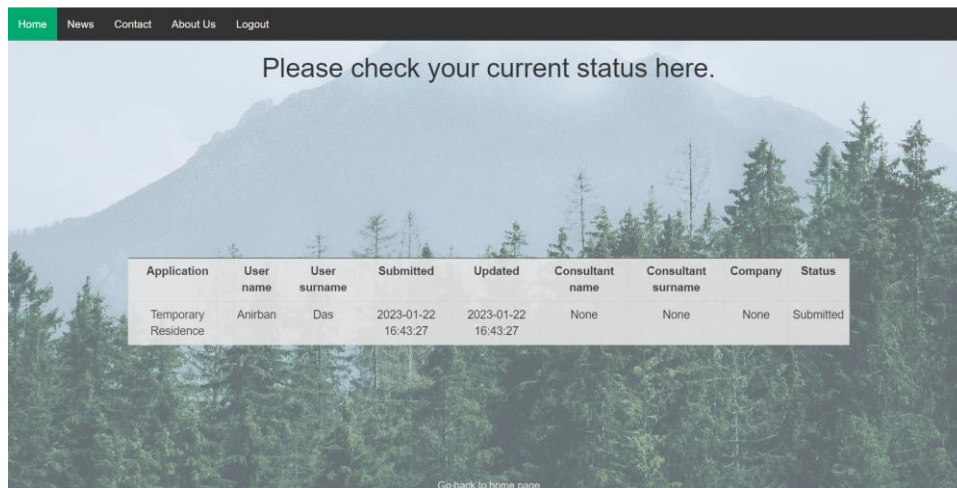 Home News Contact About Us Logout
Please check your current status here.
Application User name User surname Submitted Updated Consultant name Consultant surname Company Status
Temporary Residence Anirban Das 2023-01-22 16:43:27 2023-01-22 16:43:27 None None None Submitted
Go back to home page